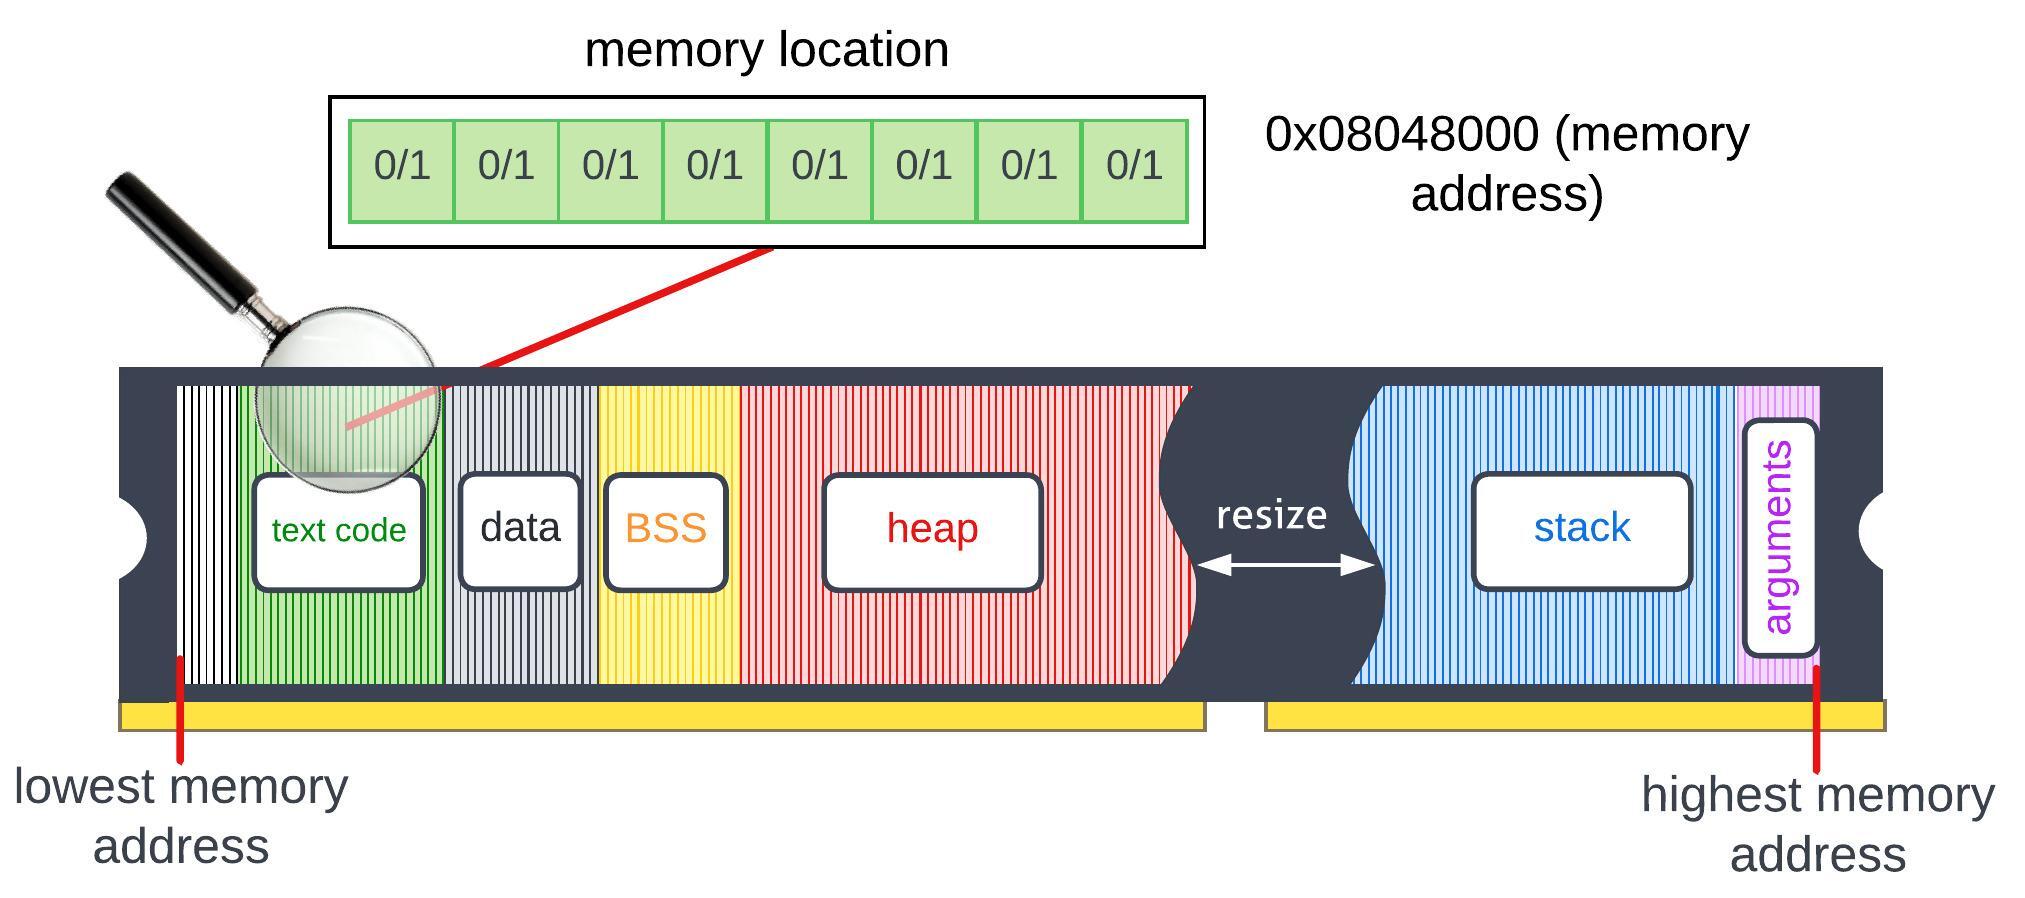 memory location
0/1 0/1 0/1 0/1 0/1 0/1 0/1 0/1
0x08048000 (memory
address)
text code
data
BSS
heap
resize
stack
arguments
lowest memory
address
highest memory
address